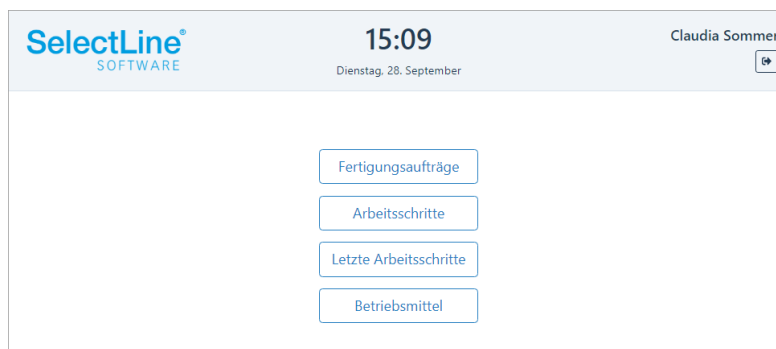 SelectLine®
SOFTWARE
15:09
Dienstag, 28. September
Claudia Sommer
Fertigungsaufträge
Arbeitsschritte
Letzte Arbeitsschritte
Betriebsmittel